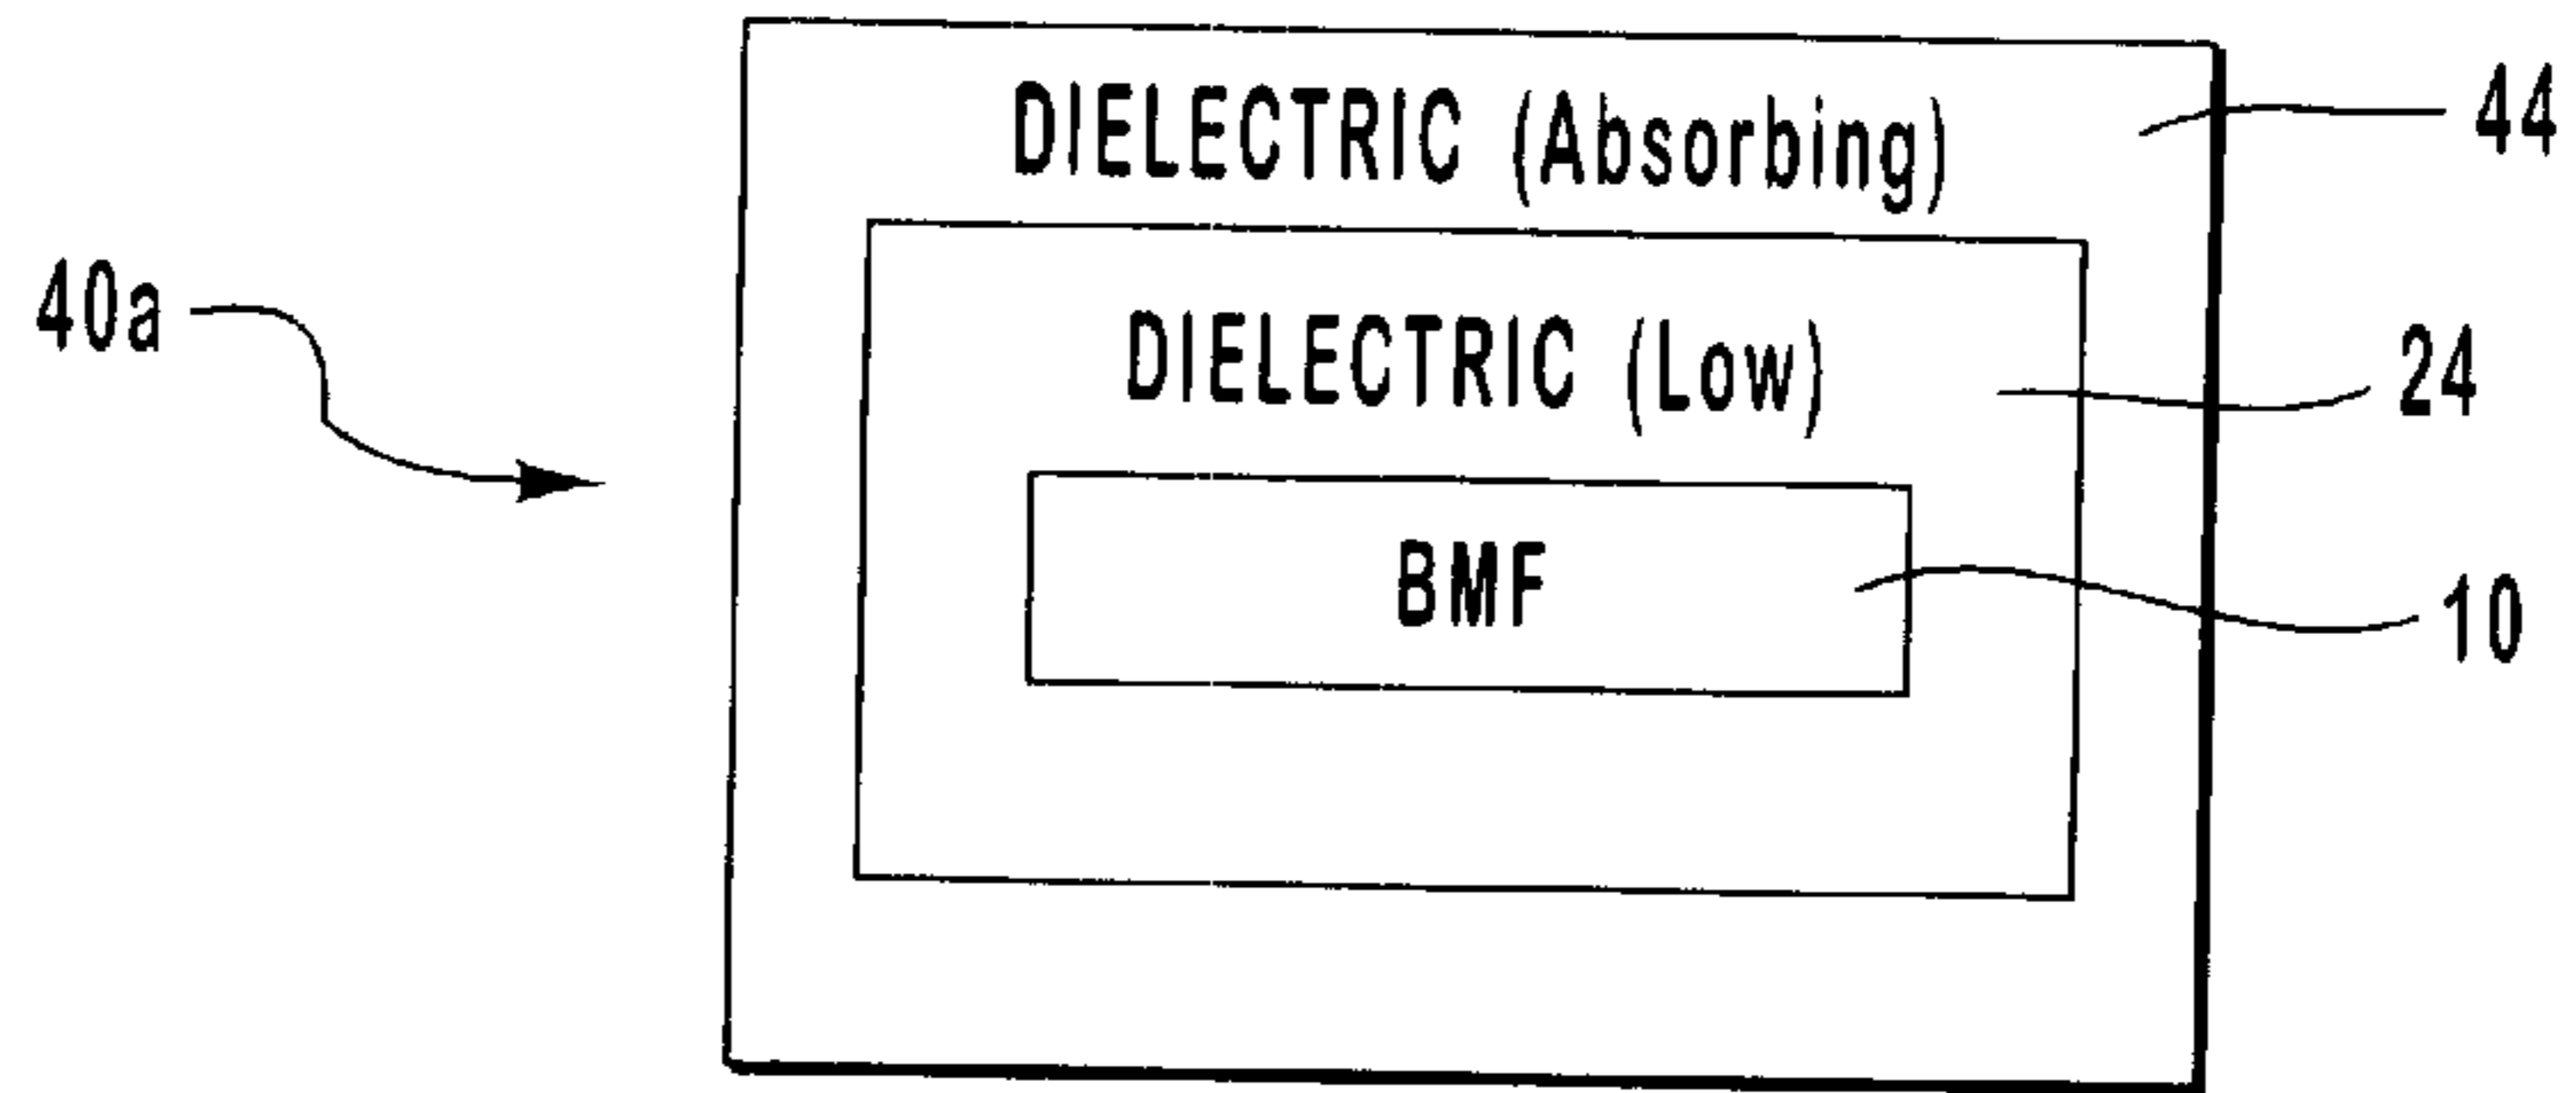 DIELECTRIC (Absorbing)
44
40a
DIELECTRIC (Low)
24
BMF
10